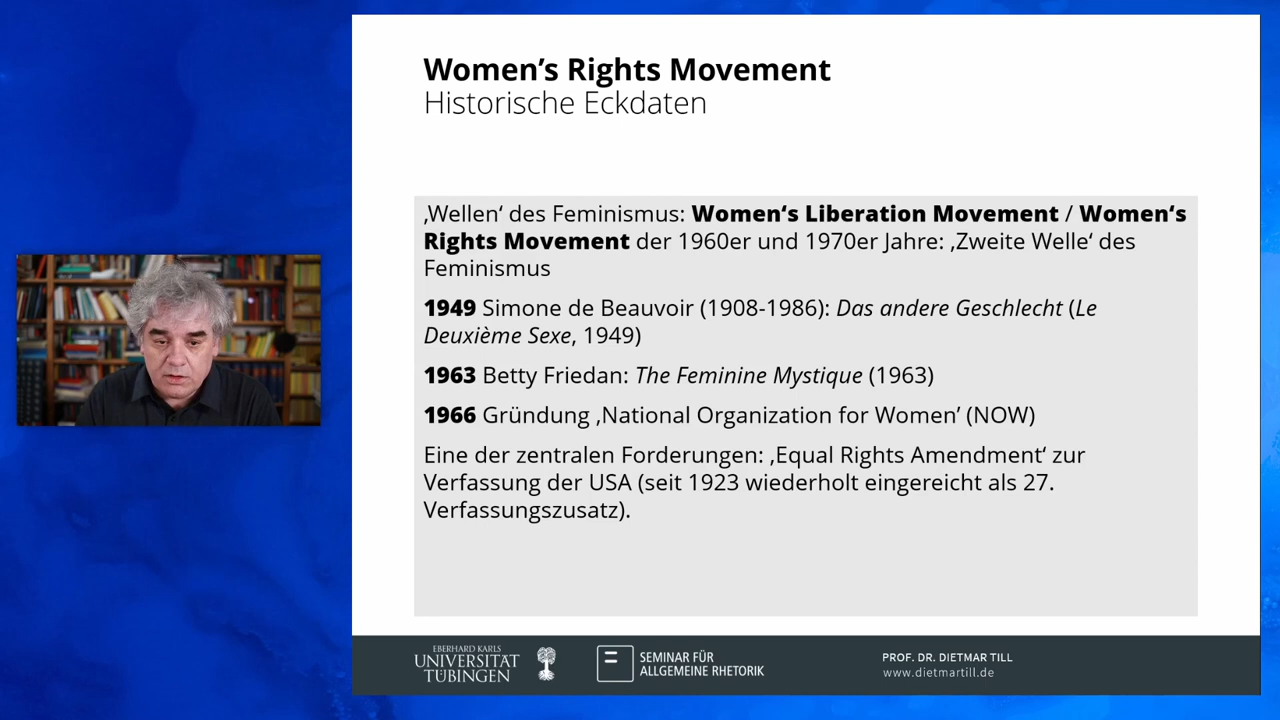 Women’s Rights Movement
Historische Eckdaten
‚Wellen‘ des Feminismus: Women‘s Liberation Movement / Women‘s
Rights Movement der 1960er und 1970er Jahre: ‚Zweite Welle‘ des
Feminismus
1949 Simone de Beauvoir (1908-1986): Das andere Geschlecht (Le
Deuxième Sexe, 1949)
1963 Betty Friedan: The Feminine Mystique (1963)
1966 Gründung ‚National Organization for Women’ (NOW)
Eine der zentralen Forderungen: ‚Equal Rights Amendment‘ zur
Verfassung der USA (seit 1923 wiederholt eingereicht als 27.
Verfassungszusatz).
EBERHARD KARLS
UNIVERSITÄT
TÜBINGEN
SEMINAR FÜR
ALLGEMEINE RHETORIK
PROF. DR. DIETMAR TILL
www.dietmartill.de